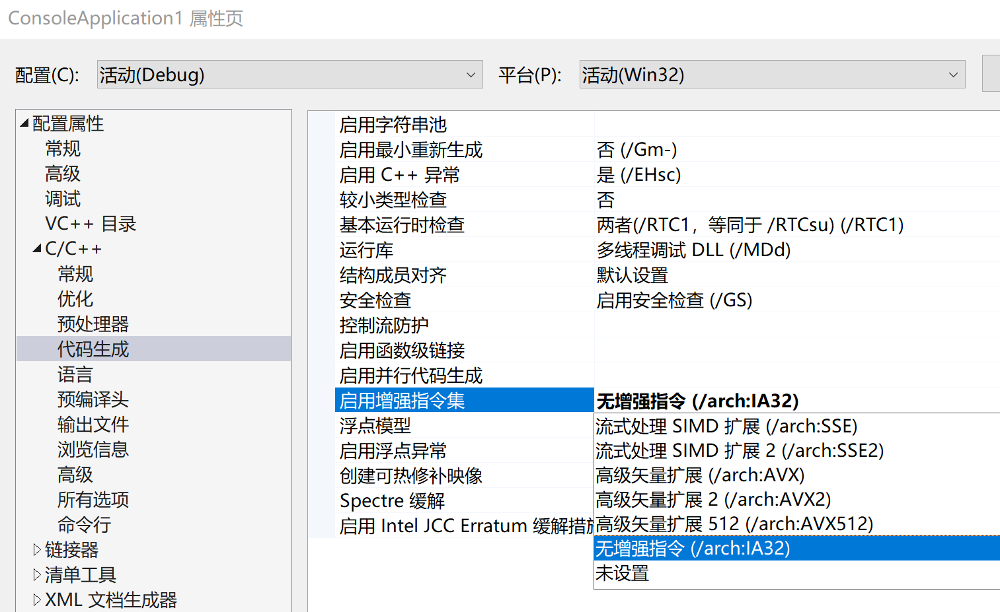 ConsoleApplication1 属性页
配置(C): 活动(Debug) 平台(P): 活动(Win32)
配置属性
常规
高级
调试
VC++ 目录
C/C++
常规
优化
预处理器
代码生成
语言
预编译头
输出文件
浏览信息
高级
所有选项
命令行
链接器
清单工具
XML 文档生成器
启用字符串池
启用最小重新生成 否 (/Gm-)
启用 C++ 异常 是 (/EHsc)
较小类型检查 否
基本运行时检查 两者(/RTC1，等同于 /RTCsu) (/RTC1)
运行库 多线程调试 DLL (/MDd)
结构成员对齐 默认设置
安全检查 启用安全检查 (/GS)
控制流防护
启用函数级链接
启用并行代码生成
启用增强指令集 无增强指令 (/arch:IA32)
浮点模型
启用浮点异常
创建可热修补映像
Spectre 缓解
启用 Intel JCC Erratum 缓解措施
流式处理 SIMD 扩展 (/arch:SSE)
流式处理 SIMD 扩展 2 (/arch:SSE2)
高级矢量扩展 (/arch:AVX)
高级矢量扩展 2 (/arch:AVX2)
高级矢量扩展 512 (/arch:AVX512)
无增强指令 (/arch:IA32)
未设置